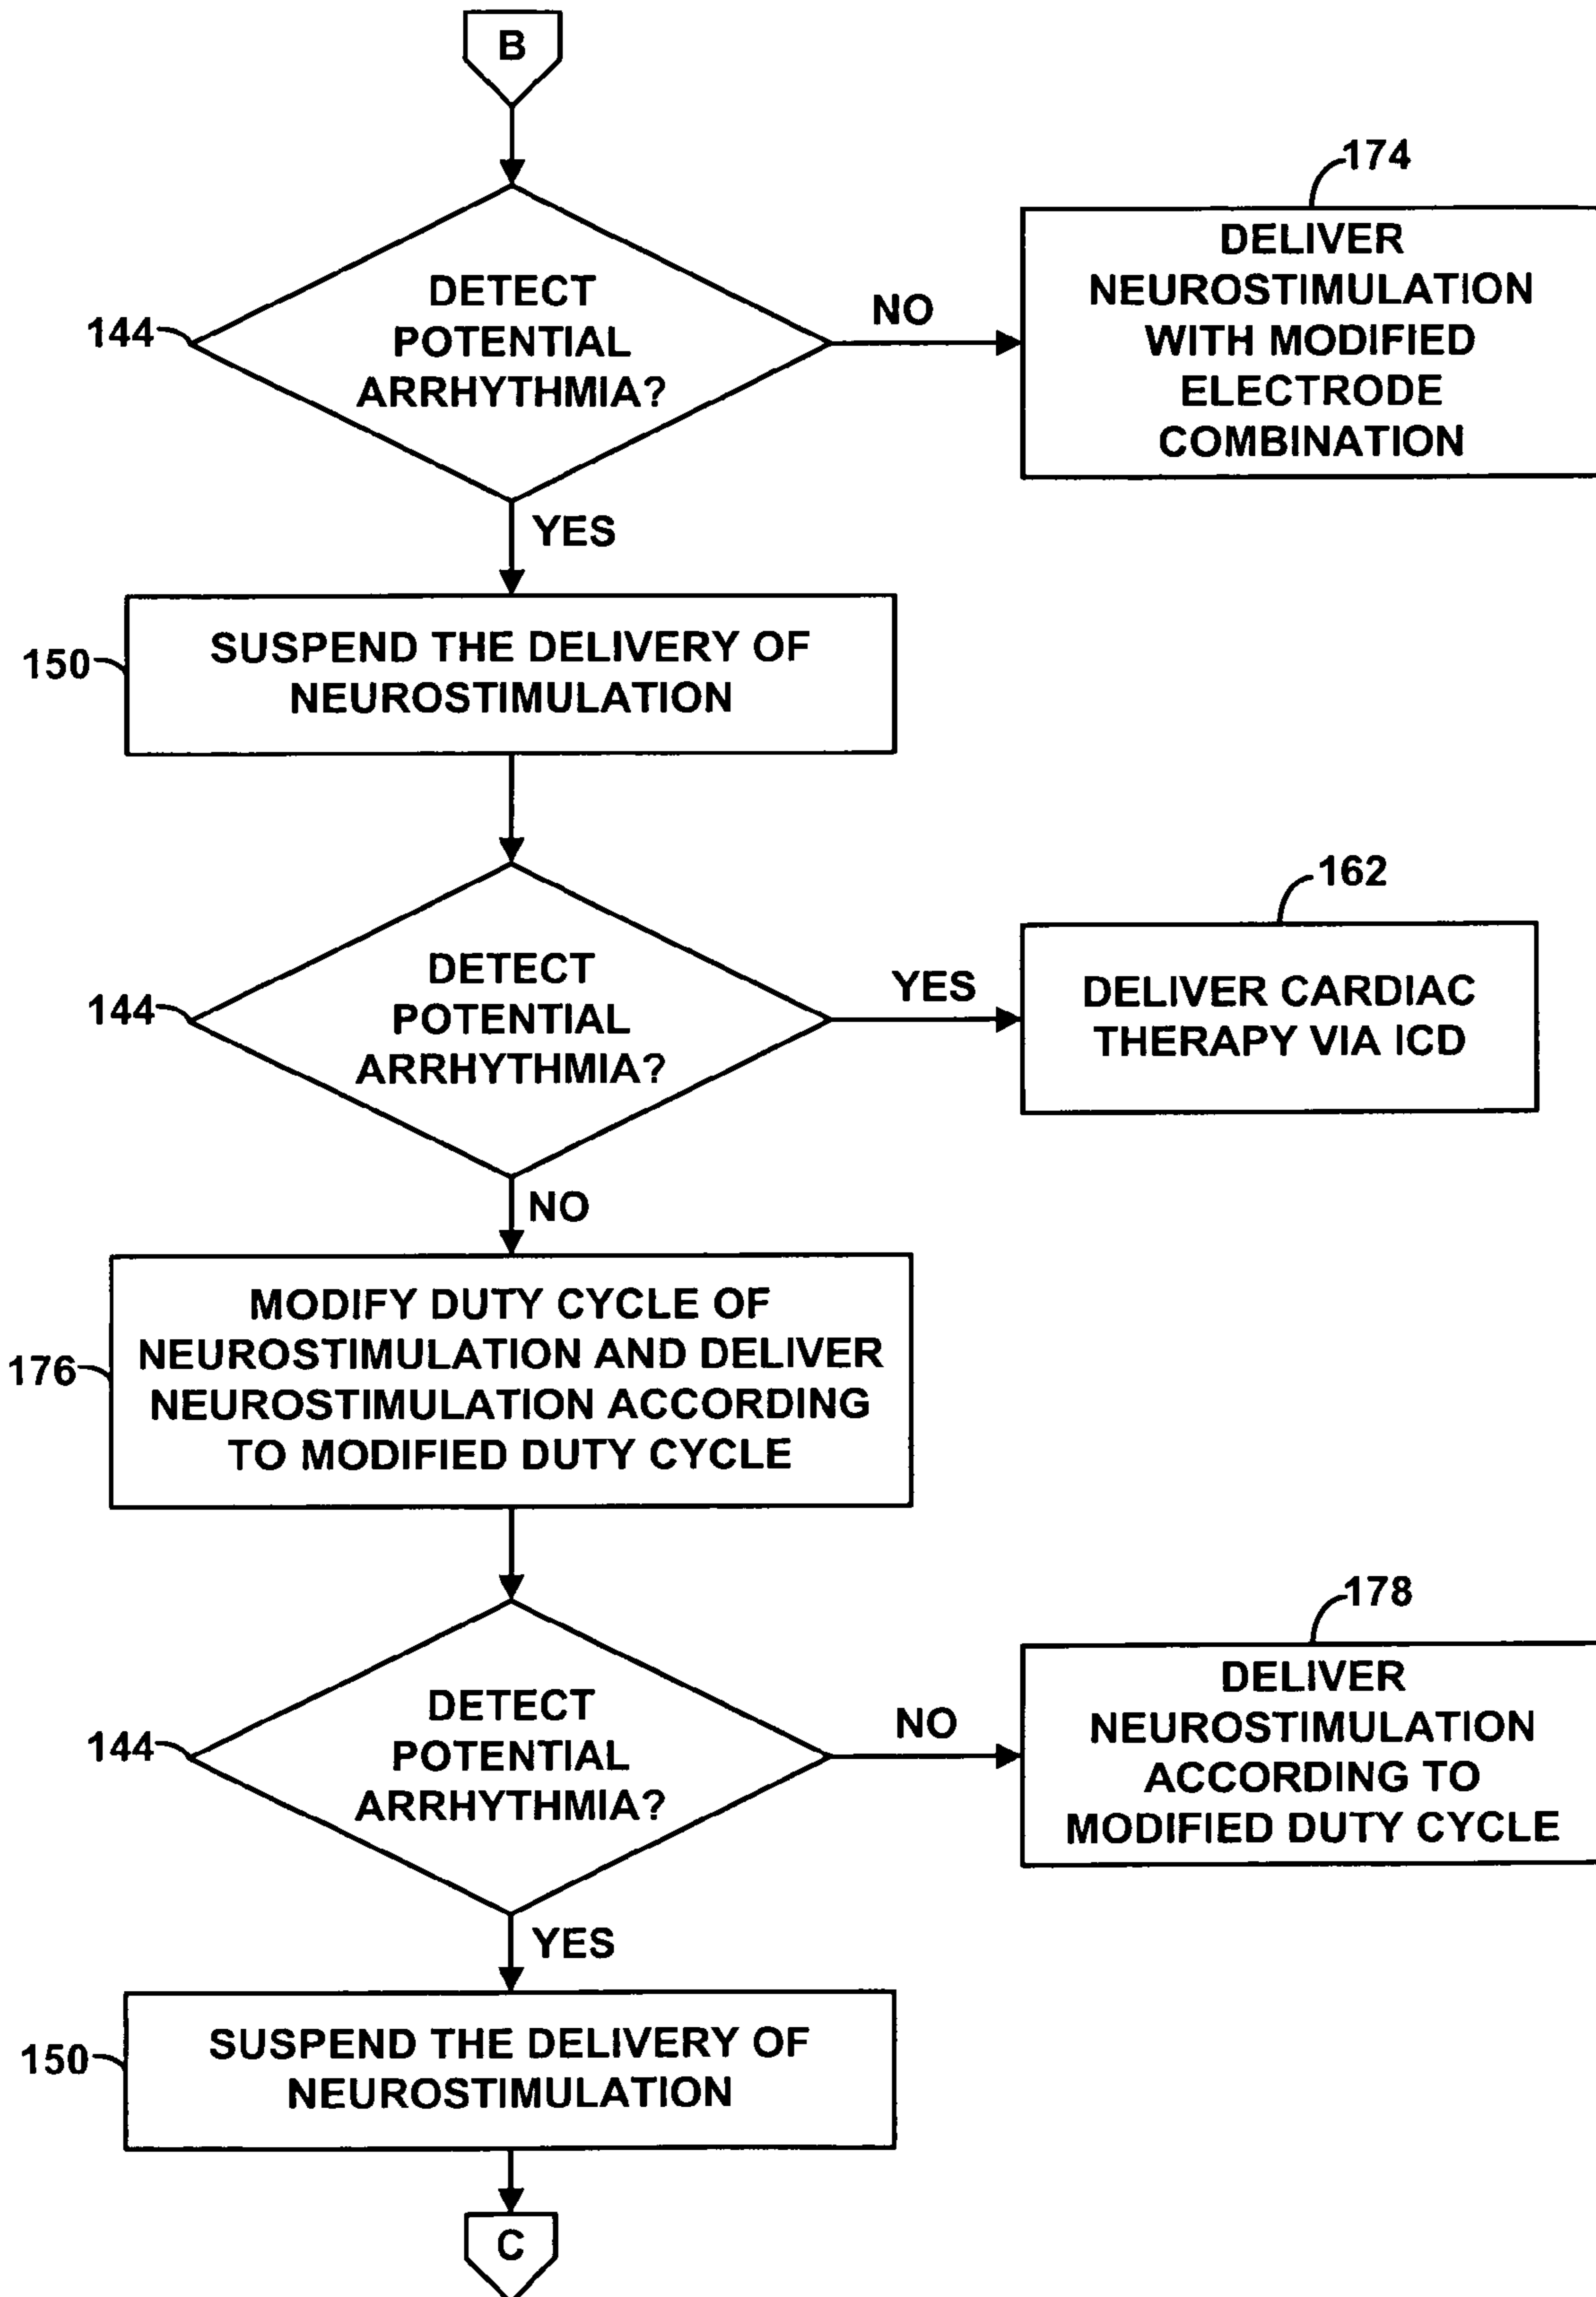 B
174
DELIVER
NEUROSTIMULATION
WITH MODIFIED
ELECTRODE
COMBINATION
144
DETECT
POTENTIAL
ARRHYTHMIA?
NO
YES
150
SUSPEND THE DELIVERY OF
NEUROSTIMULATION
162
DELIVER CARDIAC
THERAPY VIA ICD
144
DETECT
POTENTIAL
ARRHYTHMIA?
YES
NO
176
MODIFY DUTY CYCLE OF
NEUROSTIMULATION AND DELIVER
NEUROSTIMULATION ACCORDING
TO MODIFIED DUTY CYCLE
178
DELIVER
NEUROSTIMULATION
ACCORDING TO
MODIFIED DUTY CYCLE
144
DETECT
POTENTIAL
ARRHYTHMIA?
NO
YES
150
SUSPEND THE DELIVERY OF
NEUROSTIMULATION
C